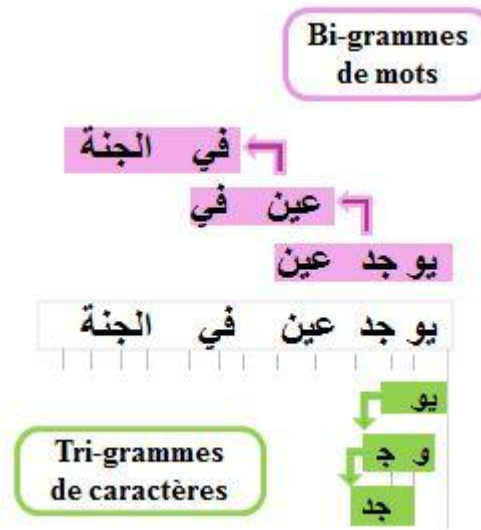 Bi-grammes
de mots
في الجنة
عين في
يو جد عين
يو جد عين في الجنة
يو
و ج
جد
Tri-grammes
de caractères